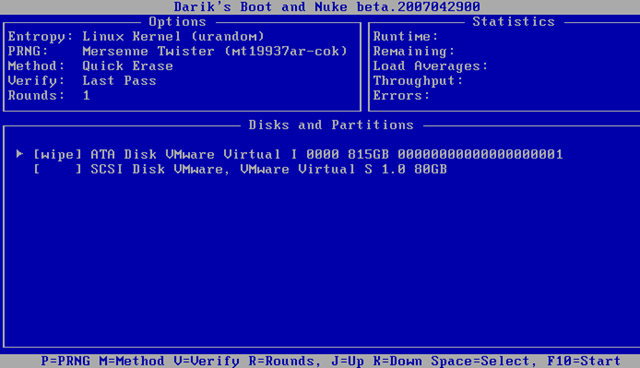 Darik's Boot and Nuke beta.2007042900
Options
Entropy: Linux Kernel (urandom)
PRNG: Mersenne Twister (mt19937ar-cok)
Method: Quick Erase
Verify: Last Pass
Rounds: 1
Statistics
Runtime:
Remaining:
Load Averages:
Throughput:
Errors:
Disks and Partitions
► [wipe] ATA Disk VMware Virtual I 0000 815GB 00000000000000000001
[    ] SCSI Disk VMware, VMware Virtual S 1.0 80GB
P=PRNG M=Method V=Verify R=Rounds, J=Up K=Down Space=Select, F10=Start